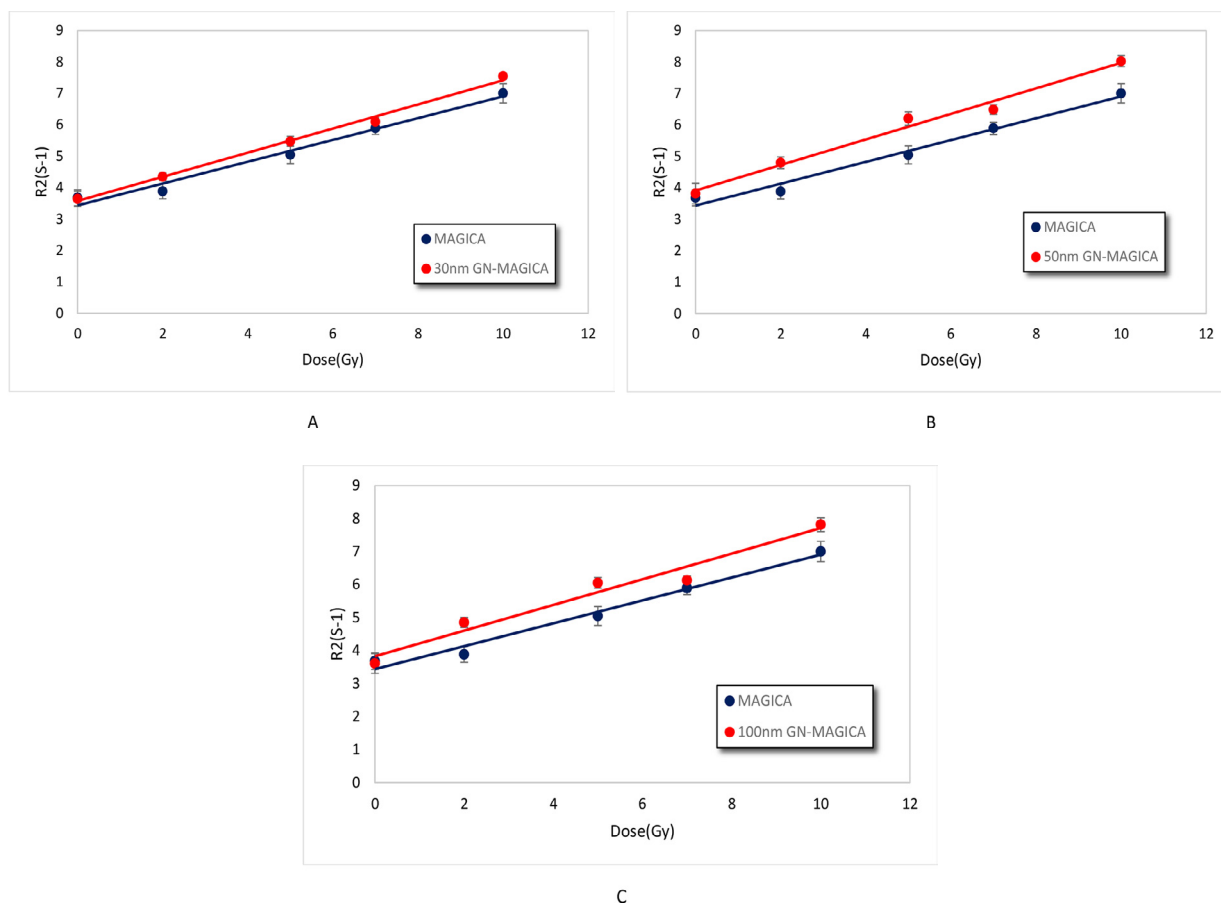 9
8
7
6
5
4
3
2
1
0
R2(S-1)
0 2 4 6 8 10 12
Dose(Gy)
MAGICA
30nm GN-MAGICA
A
9
8
7
6
5
4
3
2
1
0
R2(S-1)
0 2 4 6 8 10 12
Dose(Gy)
MAGICA
50nm GN-MAGICA
B
9
8
7
6
5
4
3
2
1
0
R2(S-1)
0 2 4 6 8 10 12
Dose(Gy)
MAGICA
100nm GN-MAGICA
C